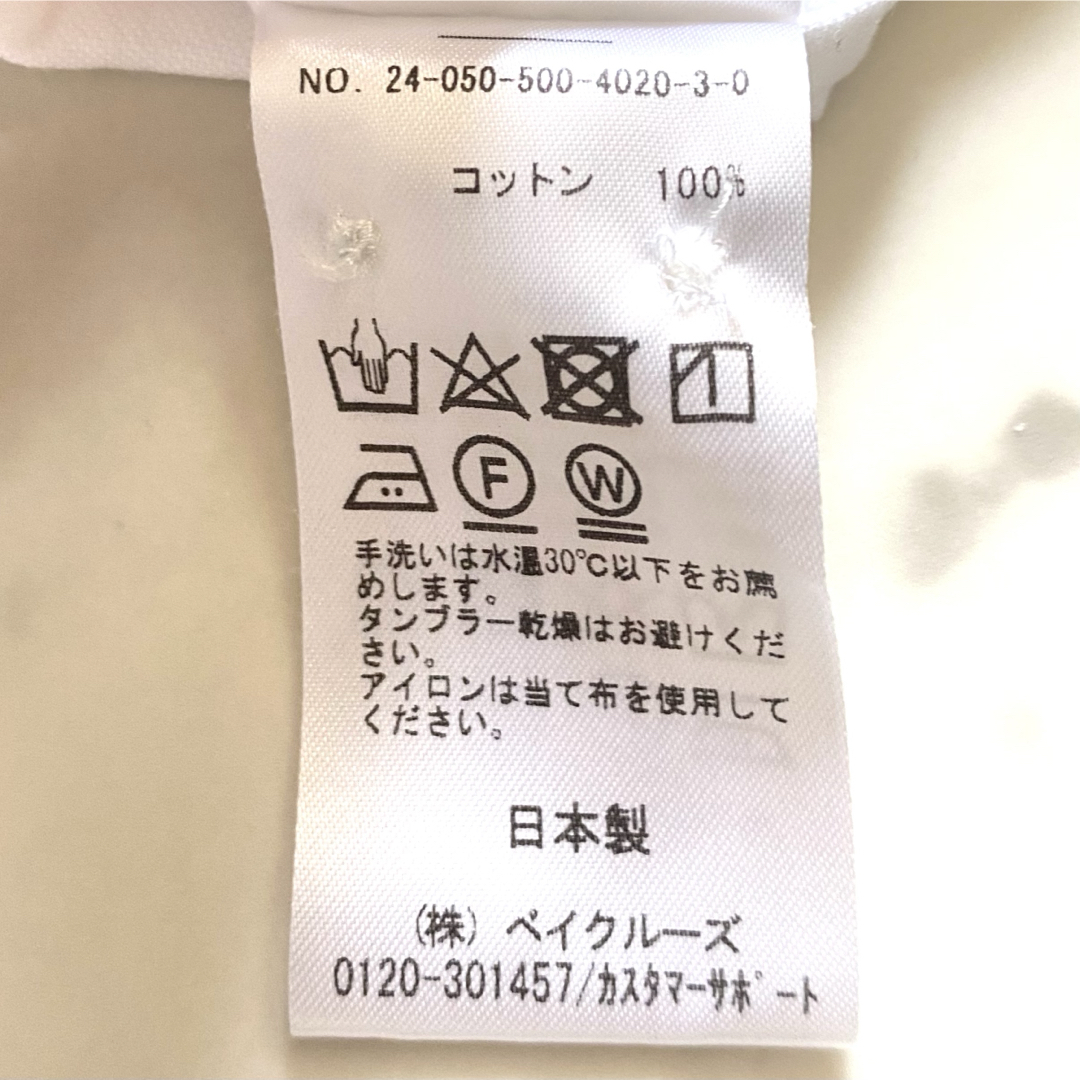 NO. 24-050-500-4020-3-0
コットン 100%
F W
手洗いは水温30℃以下をお薦
めします。
タンブラー乾燥はお避けくだ
さい。
アイロンは当て布を使用して
ください。
日本製
(株) ベイクルーズ
0120-301457/カスタマーサポート